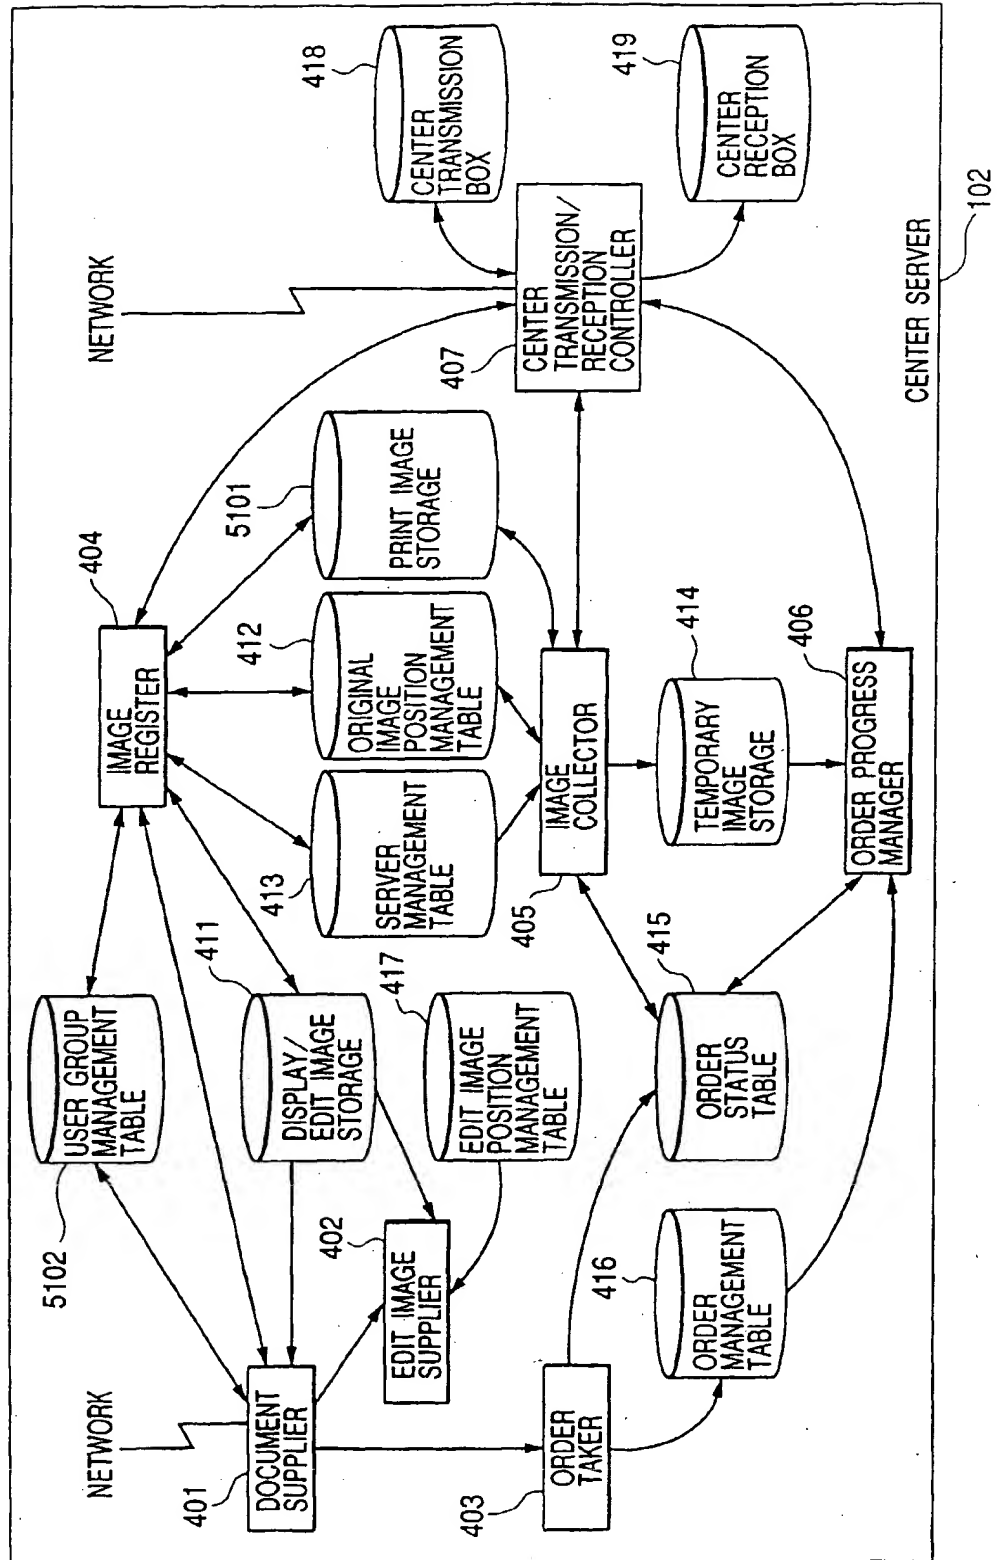 NETWORK
401
DOCUMENT
SUPPLIER
5102
USER GROUP
MANAGEMENT
TABLE
404
IMAGE
REGISTER
NETWORK
418
CENTER
TRANSMISSION
BOX
411
DISPLAY/
EDIT IMAGE
STORAGE
413
SERVER
MANAGEMENT
TABLE
412
ORIGINAL
IMAGE
POSITION
MANAGEMENT
TABLE
5101
PRINT IMAGE
STORAGE
402
EDIT IMAGE
SUPPLIER
417
EDIT IMAGE
POSITION
MANAGEMENT
TABLE
407
CENTER
TRANSMISSION/
RECEPTION
CONTROLLER
419
CENTER
RECEPTION
BOX
403
ORDER
TAKER
405
IMAGE
COLLECTOR
416
ORDER
MANAGEMENT
TABLE
415
ORDER
STATUS
TABLE
414
TEMPORARY
IMAGE
STORAGE
406
ORDER PROGRESS
MANAGER
CENTER SERVER
102